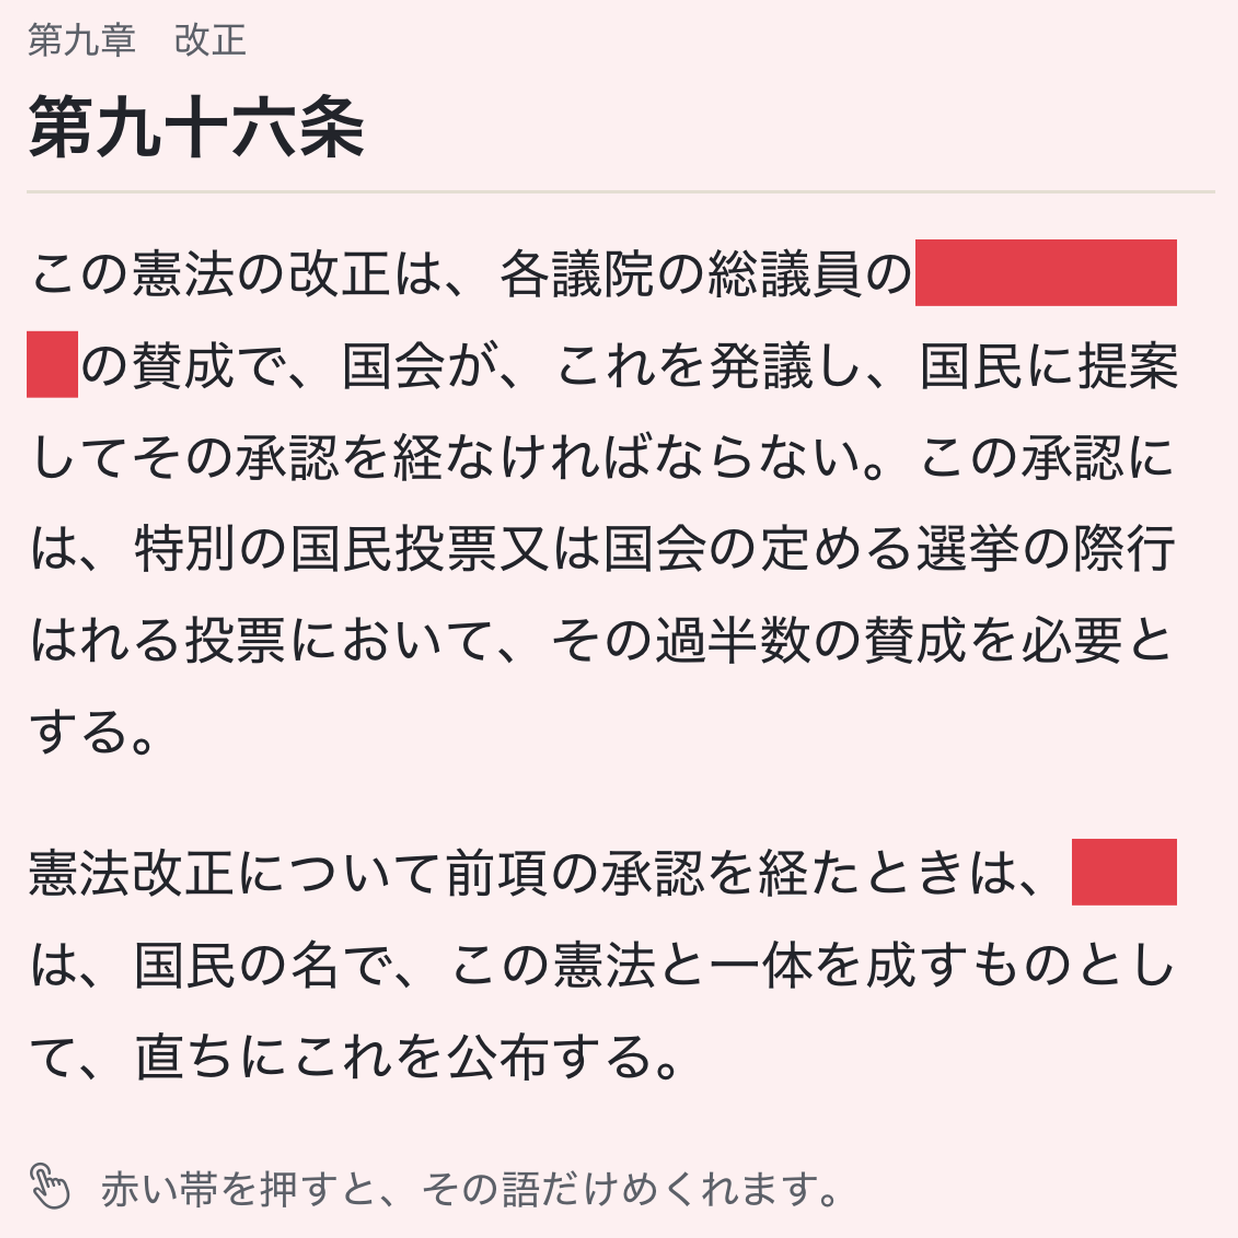 第九章　改正
第九十六条
この憲法の改正は、各議院の総議員の
の賛成で、国会が、これを発議し、国民に提案
してその承認を経なければならない。この承認に
は、特別の国民投票又は国会の定める選挙の際行
はれる投票において、その過半数の賛成を必要と
する。
憲法改正について前項の承認を経たときは、
は、国民の名で、この憲法と一体を成すものとし
て、直ちにこれを公布する。
赤い帯を押すと、その語だけめくれます。